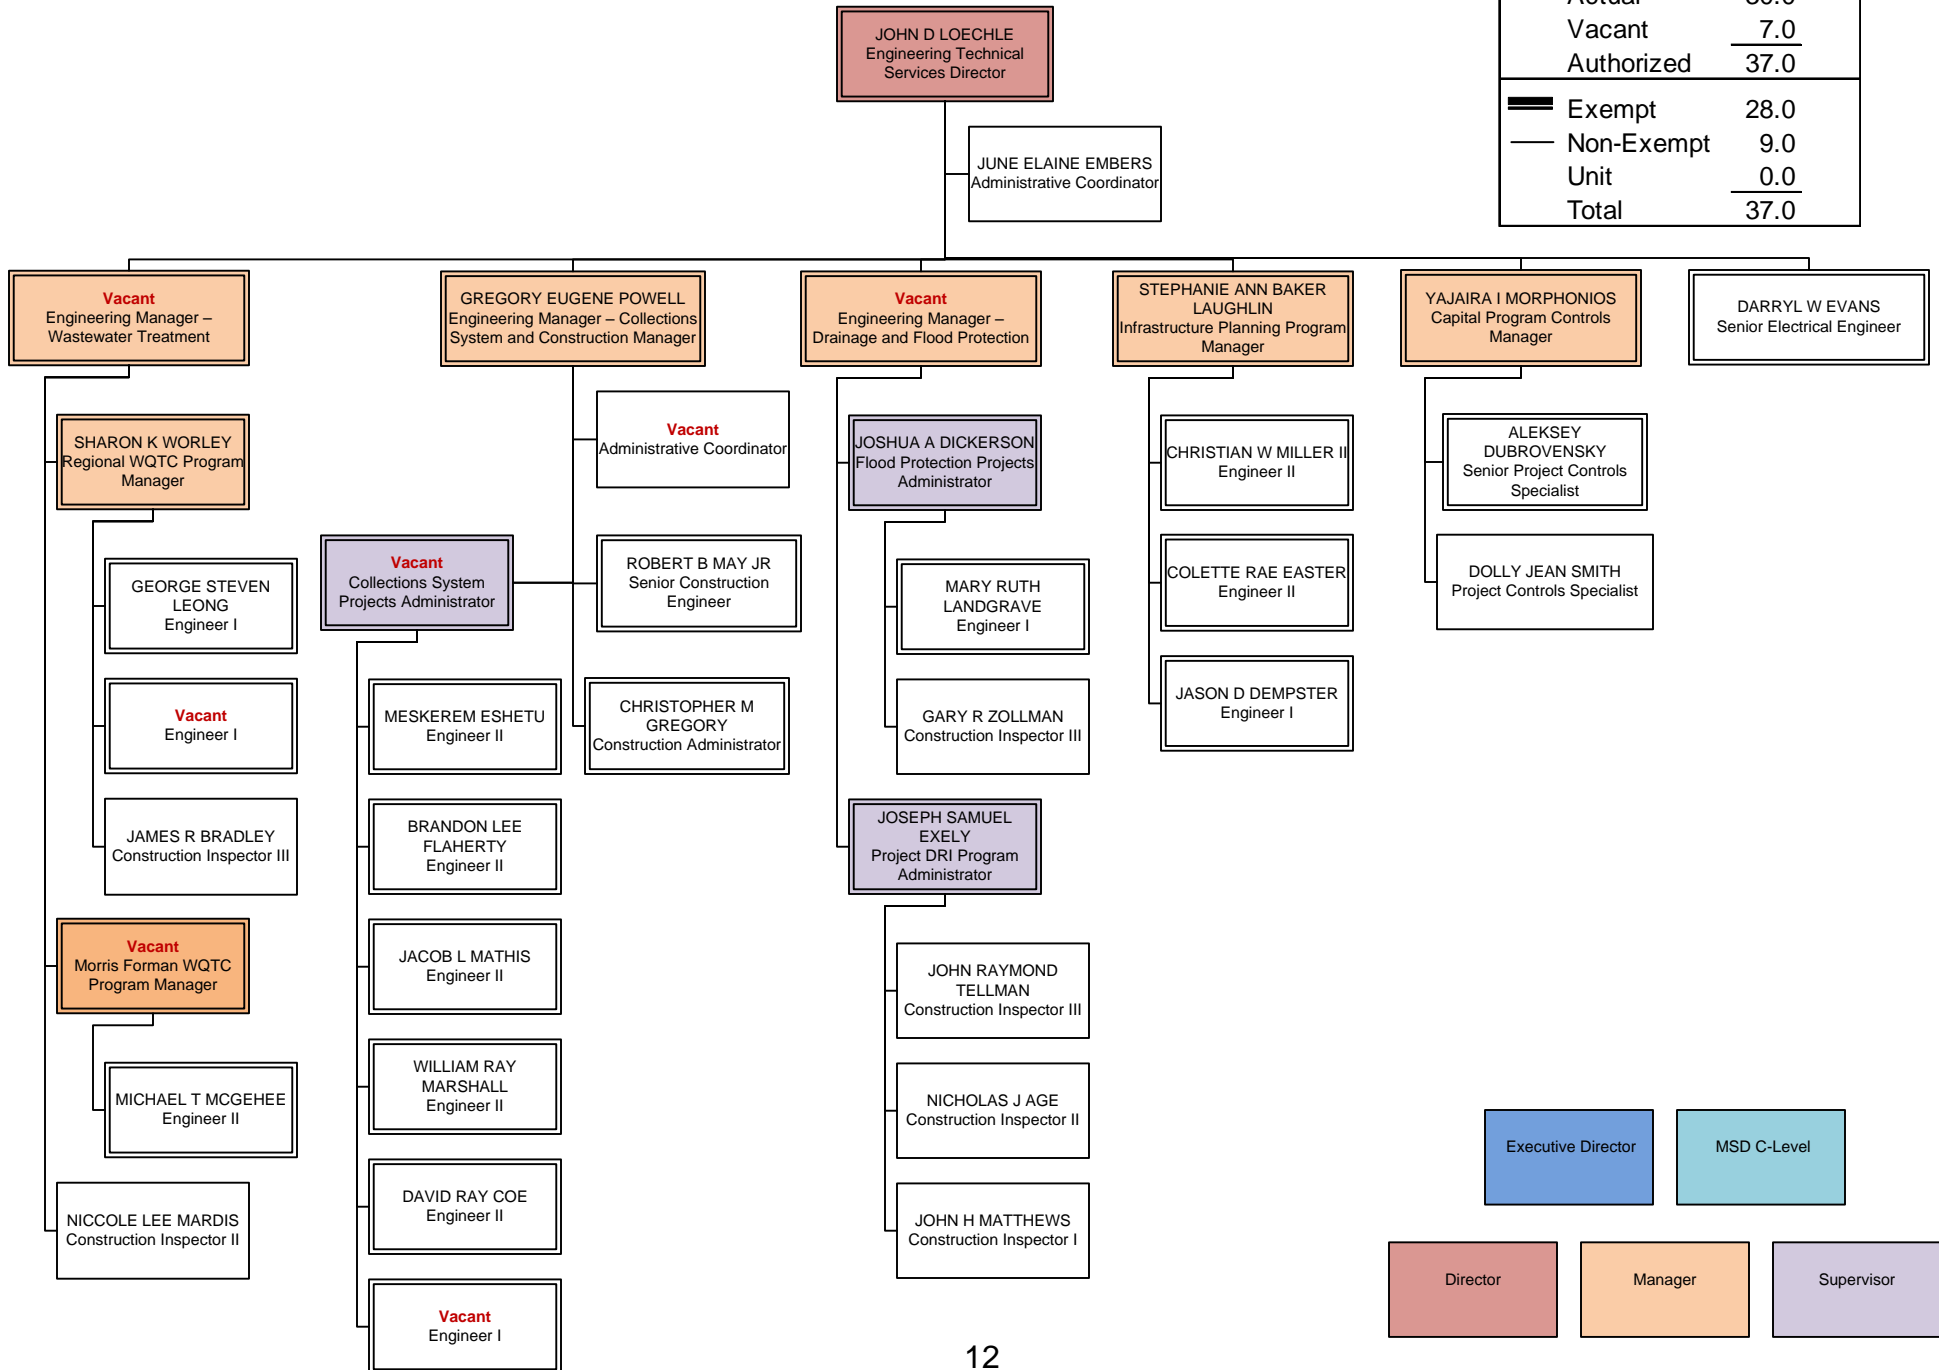 JOHN D LOECHLE
Engineering Technical
Services Director
JUNE ELAINE EMBERS
Administrative Coordinator
Vacant 7.0
Authorized 37.0
Exempt 28.0
Non-Exempt 9.0
Unit 0.0
Total 37.0
Vacant
Engineering Manager –
Wastewater Treatment
GREGORY EUGENE POWELL
Engineering Manager – Collections
System and Construction Manager
Vacant
Engineering Manager –
Drainage and Flood Protection
STEPHANIE ANN BAKER
LAUGHLIN
Infrastructure Planning Program
Manager
YAJAIRA I MORPHONIOS
Capital Program Controls
Manager
DARRYL W EVANS
Senior Electrical Engineer
SHARON K WORLEY
Regional WQTC Program
Manager
GEORGE STEVEN
LEONG
Engineer I
Vacant
Engineer I
JAMES R BRADLEY
Construction Inspector III
Vacant
Morris Forman WQTC
Program Manager
MICHAEL T MCGEHEE
Engineer II
NICCOLE LEE MARDIS
Construction Inspector II
Vacant
Administrative Coordinator
Vacant
Collections System
Projects Administrator
ROBERT B MAY JR
Senior Construction
Engineer
CHRISTOPHER M
GREGORY
Construction Administrator
MESKEREM ESHETU
Engineer II
BRANDON LEE
FLAHERTY
Engineer II
JACOB L MATHIS
Engineer II
WILLIAM RAY
MARSHALL
Engineer II
DAVID RAY COE
Engineer II
Vacant
Engineer I
JOSHUA A DICKERSON
Flood Protection Projects
Administrator
MARY RUTH
LANDGRAVE
Engineer I
GARY R ZOLLMAN
Construction Inspector III
JOSEPH SAMUEL
EXELY
Project DRI Program
Administrator
JOHN RAYMOND
TELLMAN
Construction Inspector III
NICHOLAS J AGE
Construction Inspector II
JOHN H MATTHEWS
Construction Inspector I
CHRISTIAN W MILLER II
Engineer II
COLETTE RAE EASTER
Engineer II
JASON D DEMPSTER
Engineer I
ALEKSEY
DUBROVENSKY
Senior Project Controls
Specialist
DOLLY JEAN SMITH
Project Controls Specialist
Executive Director
MSD C-Level
Director
Manager
Supervisor
12